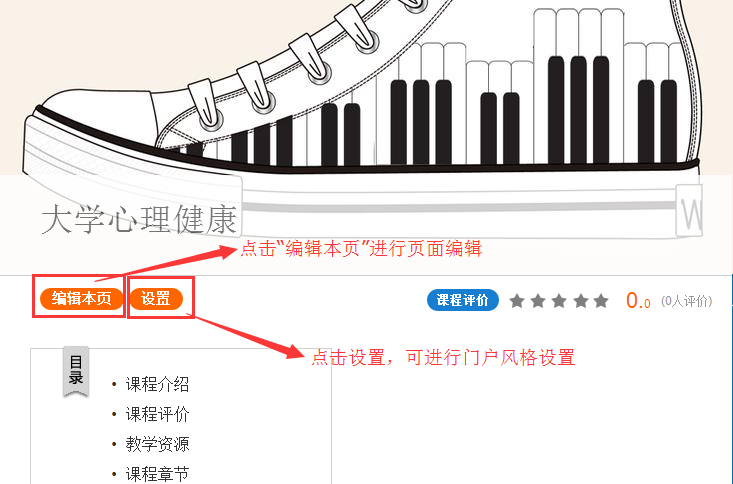 大学心理健康
W
点击“编辑本页”进行页面编辑
编辑本页 设置 课程评价 0.0 (0人评价)
点击设置，可进行门户风格设置
目录
• 课程介绍
• 课程评价
• 教学资源
• 课程章节